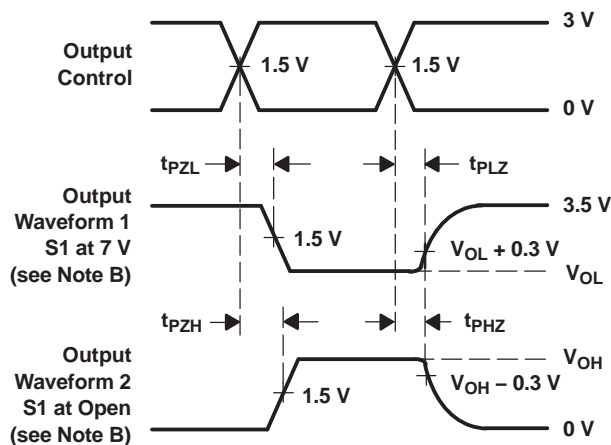 3 V
Output
Control
1.5 V
1.5 V
0 V
tPZL
tPLZ
Output
Waveform 1
S1 at 7 V
(see Note B)
3.5 V
1.5 V
VOL + 0.3 V
VOL
tPZH
tPHZ
Output
Waveform 2
S1 at Open
(see Note B)
VOH
1.5 V
VOH − 0.3 V
0 V